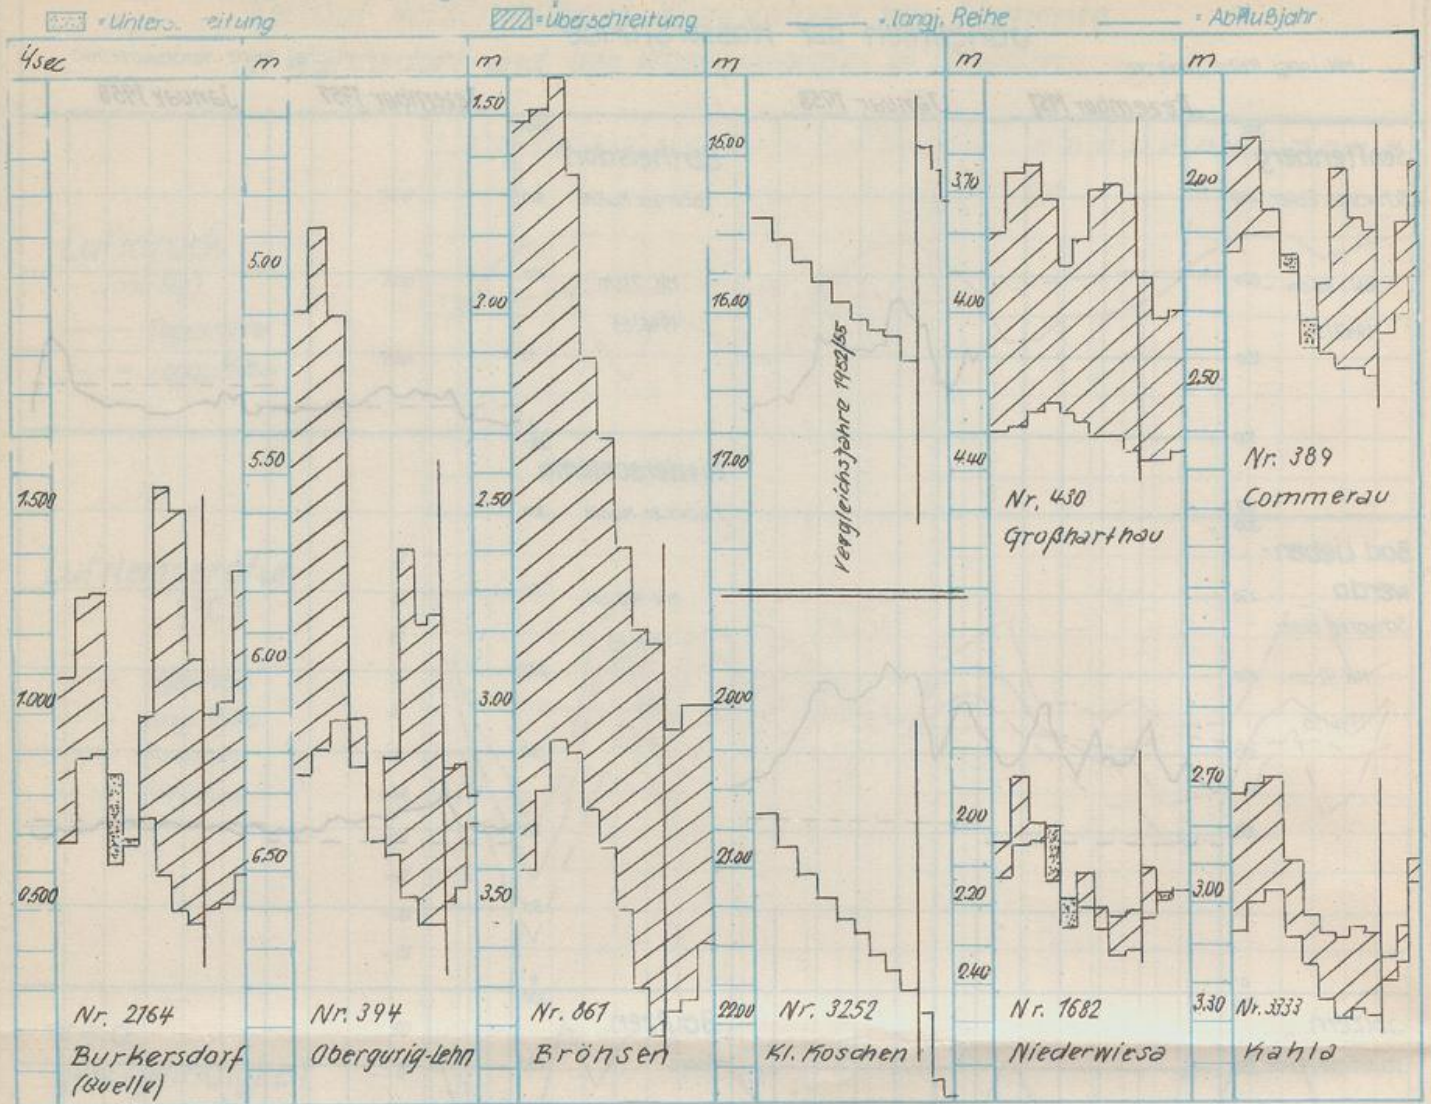 = Überschreitung
= langj. Reihe
= Abflußjahr
l/sec
m
m
m
m
m
1.500
1.000
0.500
5.00
5.50
6.00
6.50
1.50
2.00
2.50
3.00
3.50
15.00
16.00
17.00
20.00
21.00
22.00
Vergleichsjahre 1952/55
3.70
4.00
4.40
2.00
2.20
2.40
2.00
2.50
2.70
3.00
3.30
Nr. 430
Großharthau
Nr. 389
Commerau
Nr. 2764
Burkersdorf
(Quelle)
Nr. 394
Obergurig-Lehn
Nr. 861
Bröhsen
Nr. 3252
Kl. Koschen
Nr. 1682
Niederwiesa
Nr. 3333
Kahla